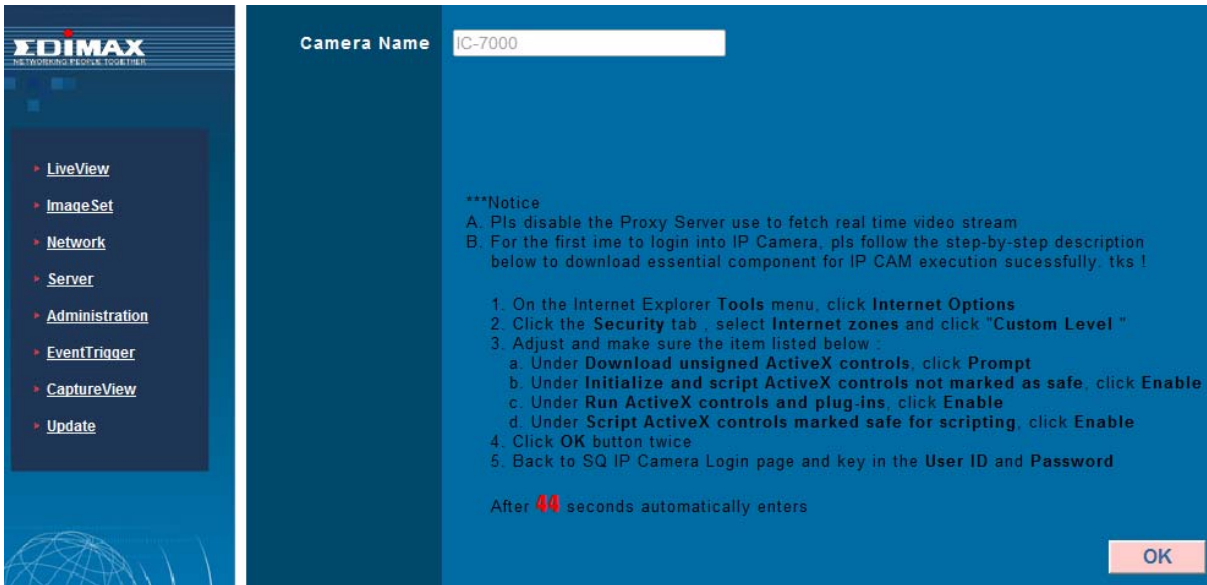 EDIMAX
NETWORKING PEOPLE TOGETHER
LiveView
ImageSet
Network
Server
Administration
EventTrigger
CaptureView
Update
Camera Name
IC-7000
***Notice
A. Pls disable the Proxy Server use to fetch real time video stream
B. For the first ime to login into IP Camera, pls follow the step-by-step description
below to download essential component for IP CAM execution sucessfully. tks !
1. On the Internet Explorer Tools menu, click Internet Options
2. Click the Security tab , select Internet zones and click "Custom Level "
3. Adjust and make sure the item listed below :
a. Under Download unsigned ActiveX controls, click Prompt
b. Under Initialize and script ActiveX controls not marked as safe, click Enable
c. Under Run ActiveX controls and plug-ins, click Enable
d. Under Script ActiveX controls marked safe for scripting, click Enable
4. Click OK button twice
5. Back to SQ IP Camera Login page and key in the User ID and Password
After 44 seconds automatically enters
OK